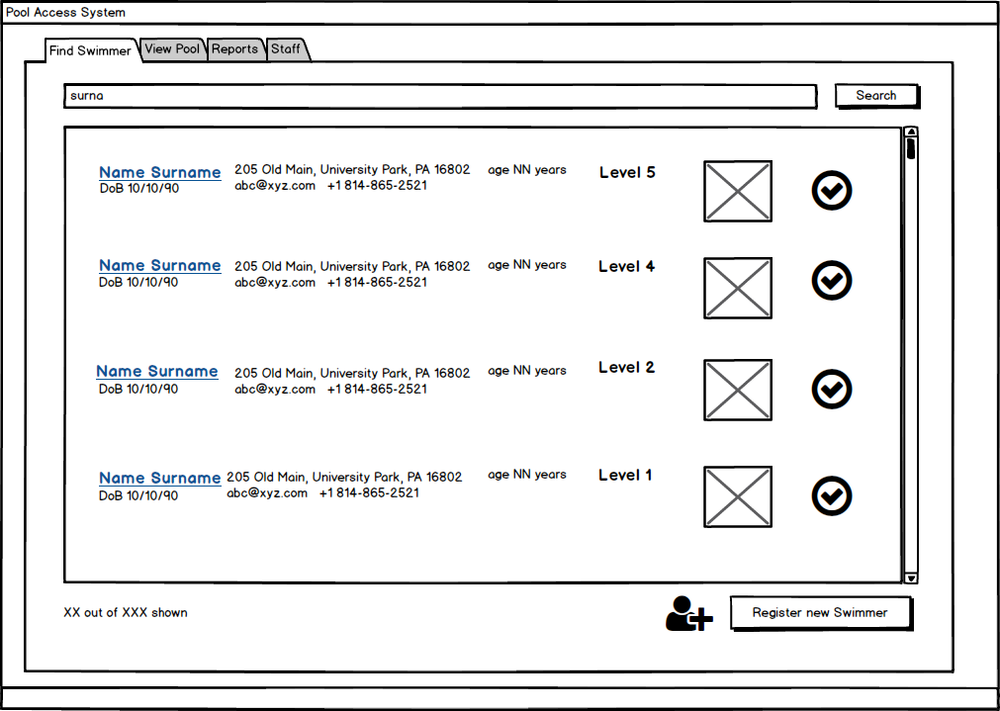 Pool Access System
Find Swimmer View Pool Reports Staff
surna Search
Name Surname 205 Old Main, University Park, PA 16802 age NN years Level 5
DoB 10/10/90 abc@xyz.com +1 814-865-2521
Name Surname 205 Old Main, University Park, PA 16802 age NN years Level 4
DoB 10/10/90 abc@xyz.com +1 814-865-2521
Name Surname 205 Old Main, University Park, PA 16802 age NN years Level 2
DoB 10/10/90 abc@xyz.com +1 814-865-2521
Name Surname 205 Old Main, University Park, PA 16802 age NN years Level 1
DoB 10/10/90 abc@xyz.com +1 814-865-2521
XX out of XXX shown Register new Swimmer